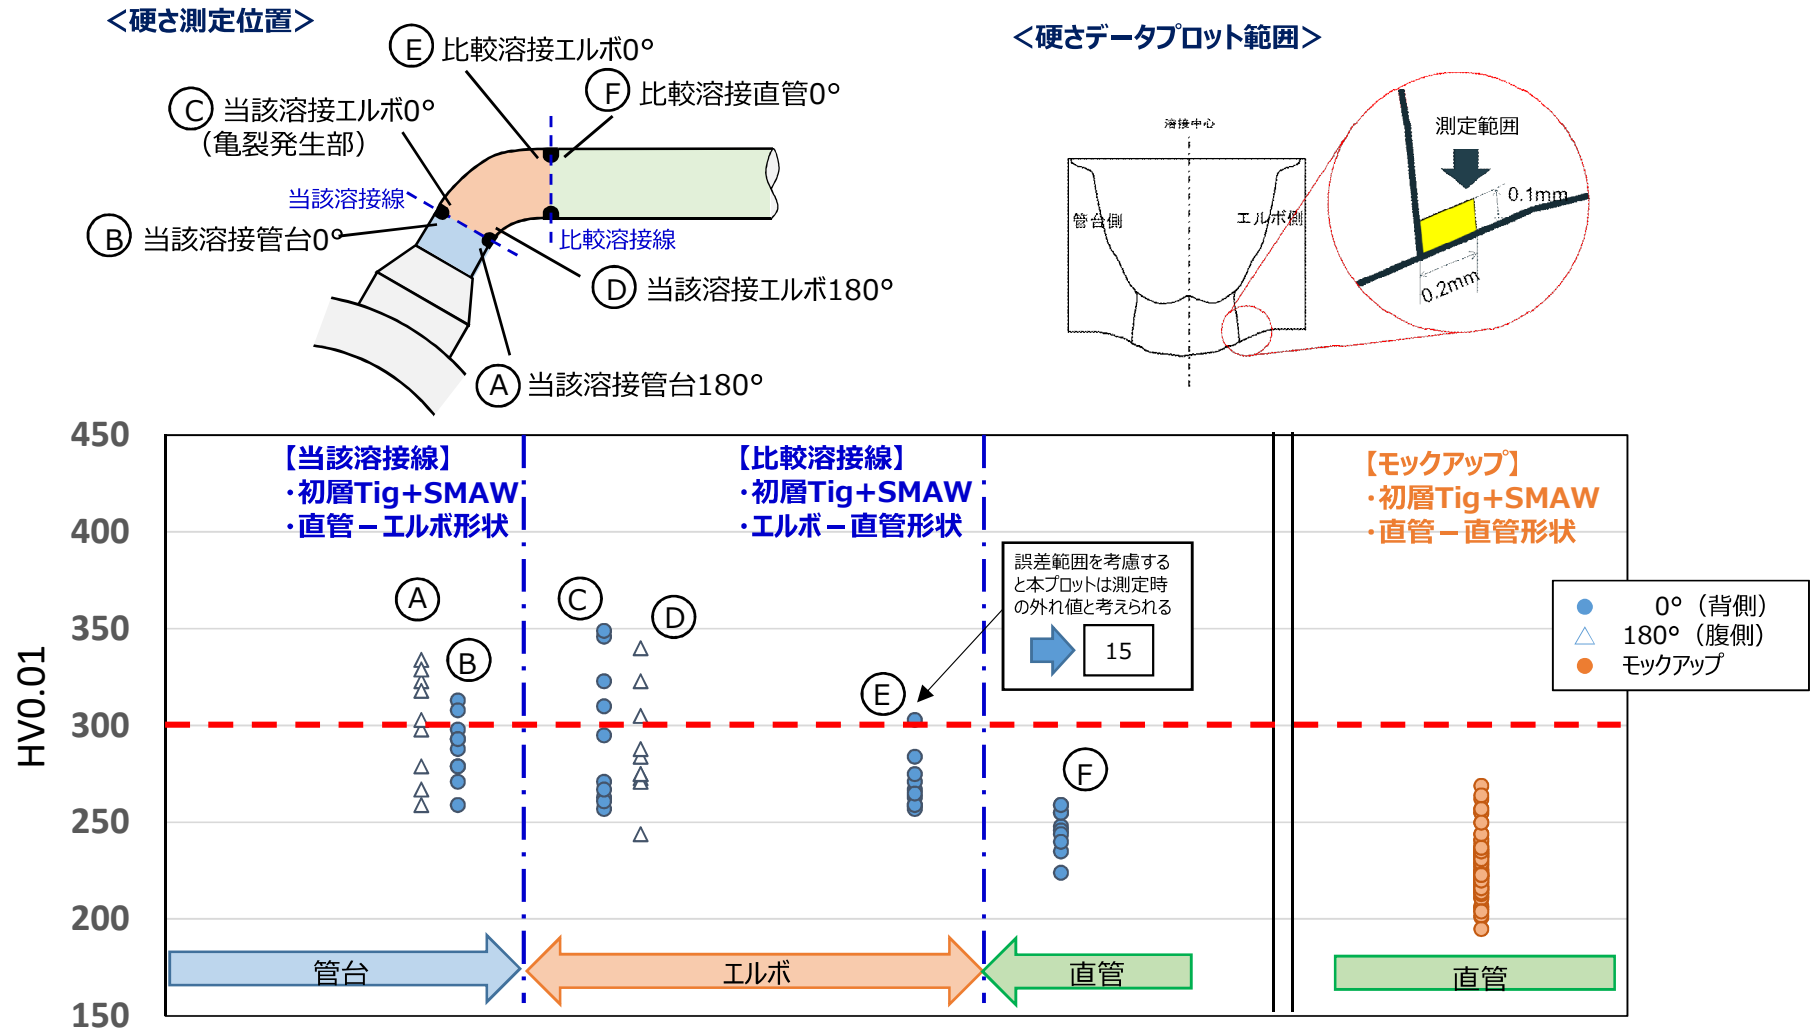 ＜硬さ測定位置＞
E 比較溶接エルボ0°
F 比較溶接直管0°
C 当該溶接エルボ0°
（亀裂発生部）
当該溶接線
B 当該溶接管台0°
比較溶接線
D 当該溶接エルボ180°
A 当該溶接管台180°
＜硬さデータプロット範囲＞
溶接中心
管台側
エルボ側
測定範囲
0.1mm
0.2mm
HV0.01
450
400
350
300
250
200
150
【当該溶接線】
・初層Tig+SMAW
・直管－エルボ形状
【比較溶接線】
・初層Tig+SMAW
・エルボ－直管形状
【モックアップ】
・初層Tig+SMAW
・直管－直管形状
誤差範囲を考慮する
と本プロットは測定時
の外れ値と考えられる
15
0°（背側）
180°（腹側）
モックアップ
A
B
C
D
E
F
管台
エルボ
直管
直管